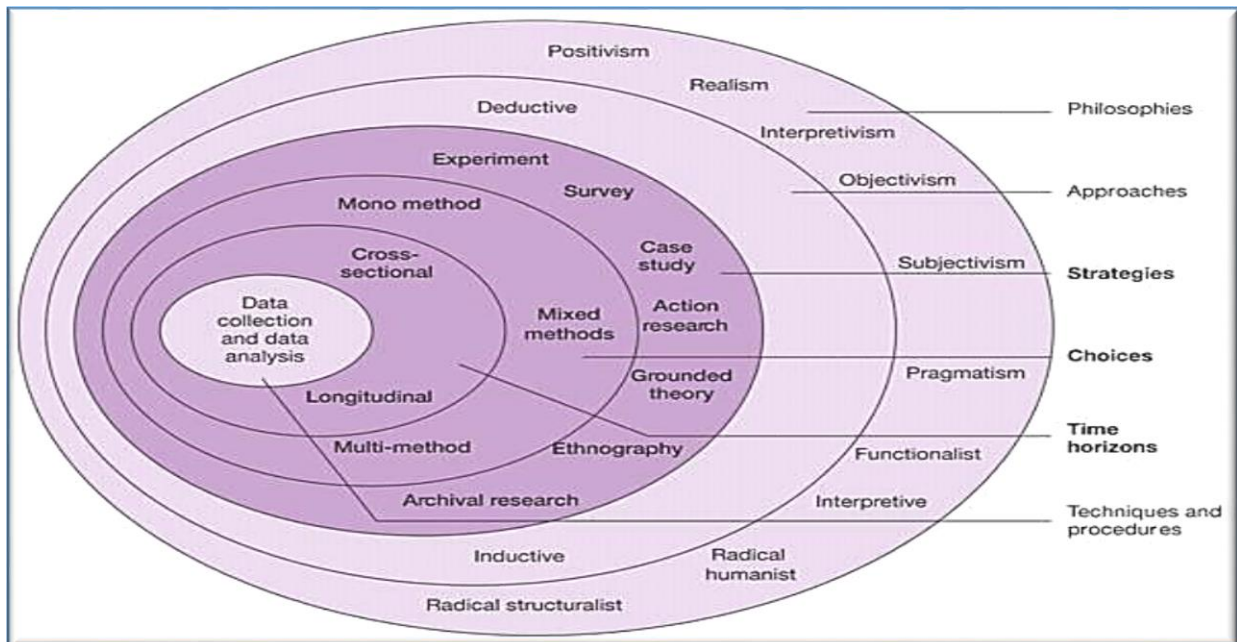 Positivism
Realism
Philosophies
Deductive
Interpretivism
Experiment
Objectivism
Approaches
Survey
Mono method
Case
study
Cross-
sectional
Subjectivism
Strategies
Data
collection
and data
analysis
Mixed
methods
Action
research
Choices
Grounded
theory
Pragmatism
Longitudinal
Time
horizons
Multi-method
Ethnography
Functionalist
Archival research
Interpretive
Techniques and
procedures
Inductive
Radical
humanist
Radical structuralist